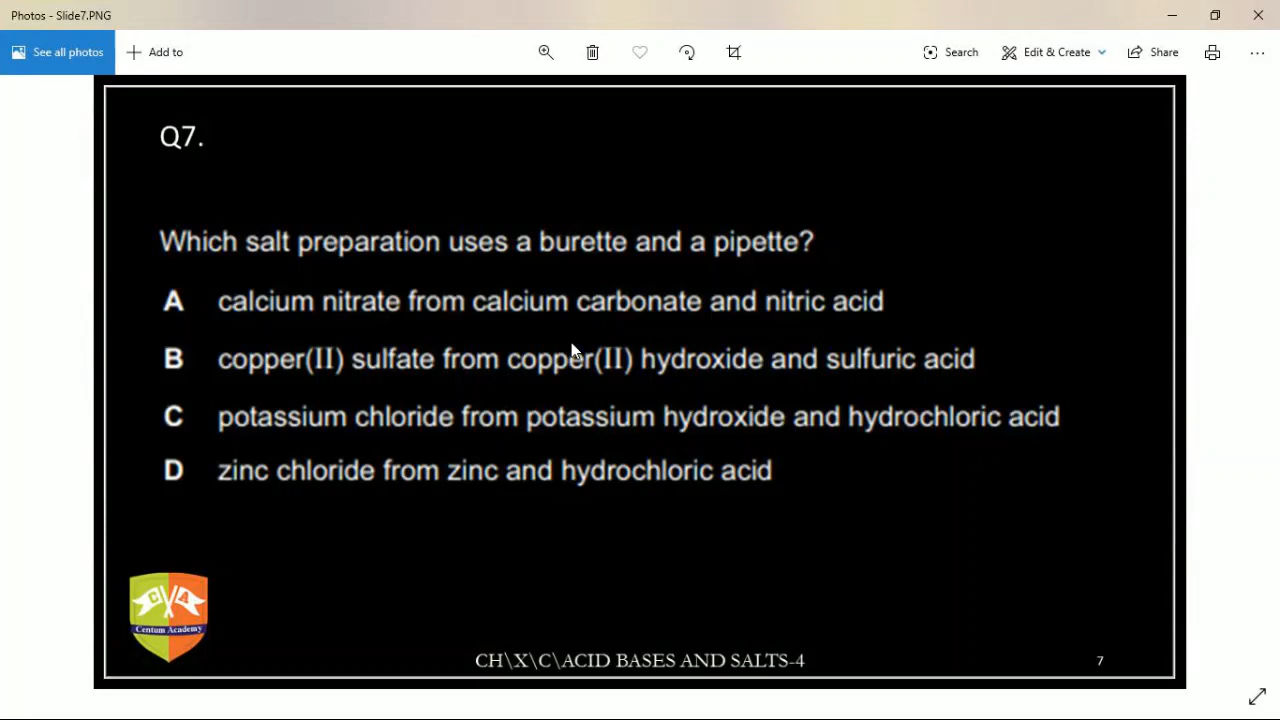 Photos - Slide7.PNG
See all photos
Add to
Search
Edit & Create
Share
Q7.
Which salt preparation uses a burette and a pipette?
A calcium nitrate from calcium carbonate and nitric acid
B copper(II) sulfate from copper(II) hydroxide and sulfuric acid
C potassium chloride from potassium hydroxide and hydrochloric acid
D zinc chloride from zinc and hydrochloric acid
C A
Centum Academy
CH\X\C\ACID BASES AND SALTS-4
7